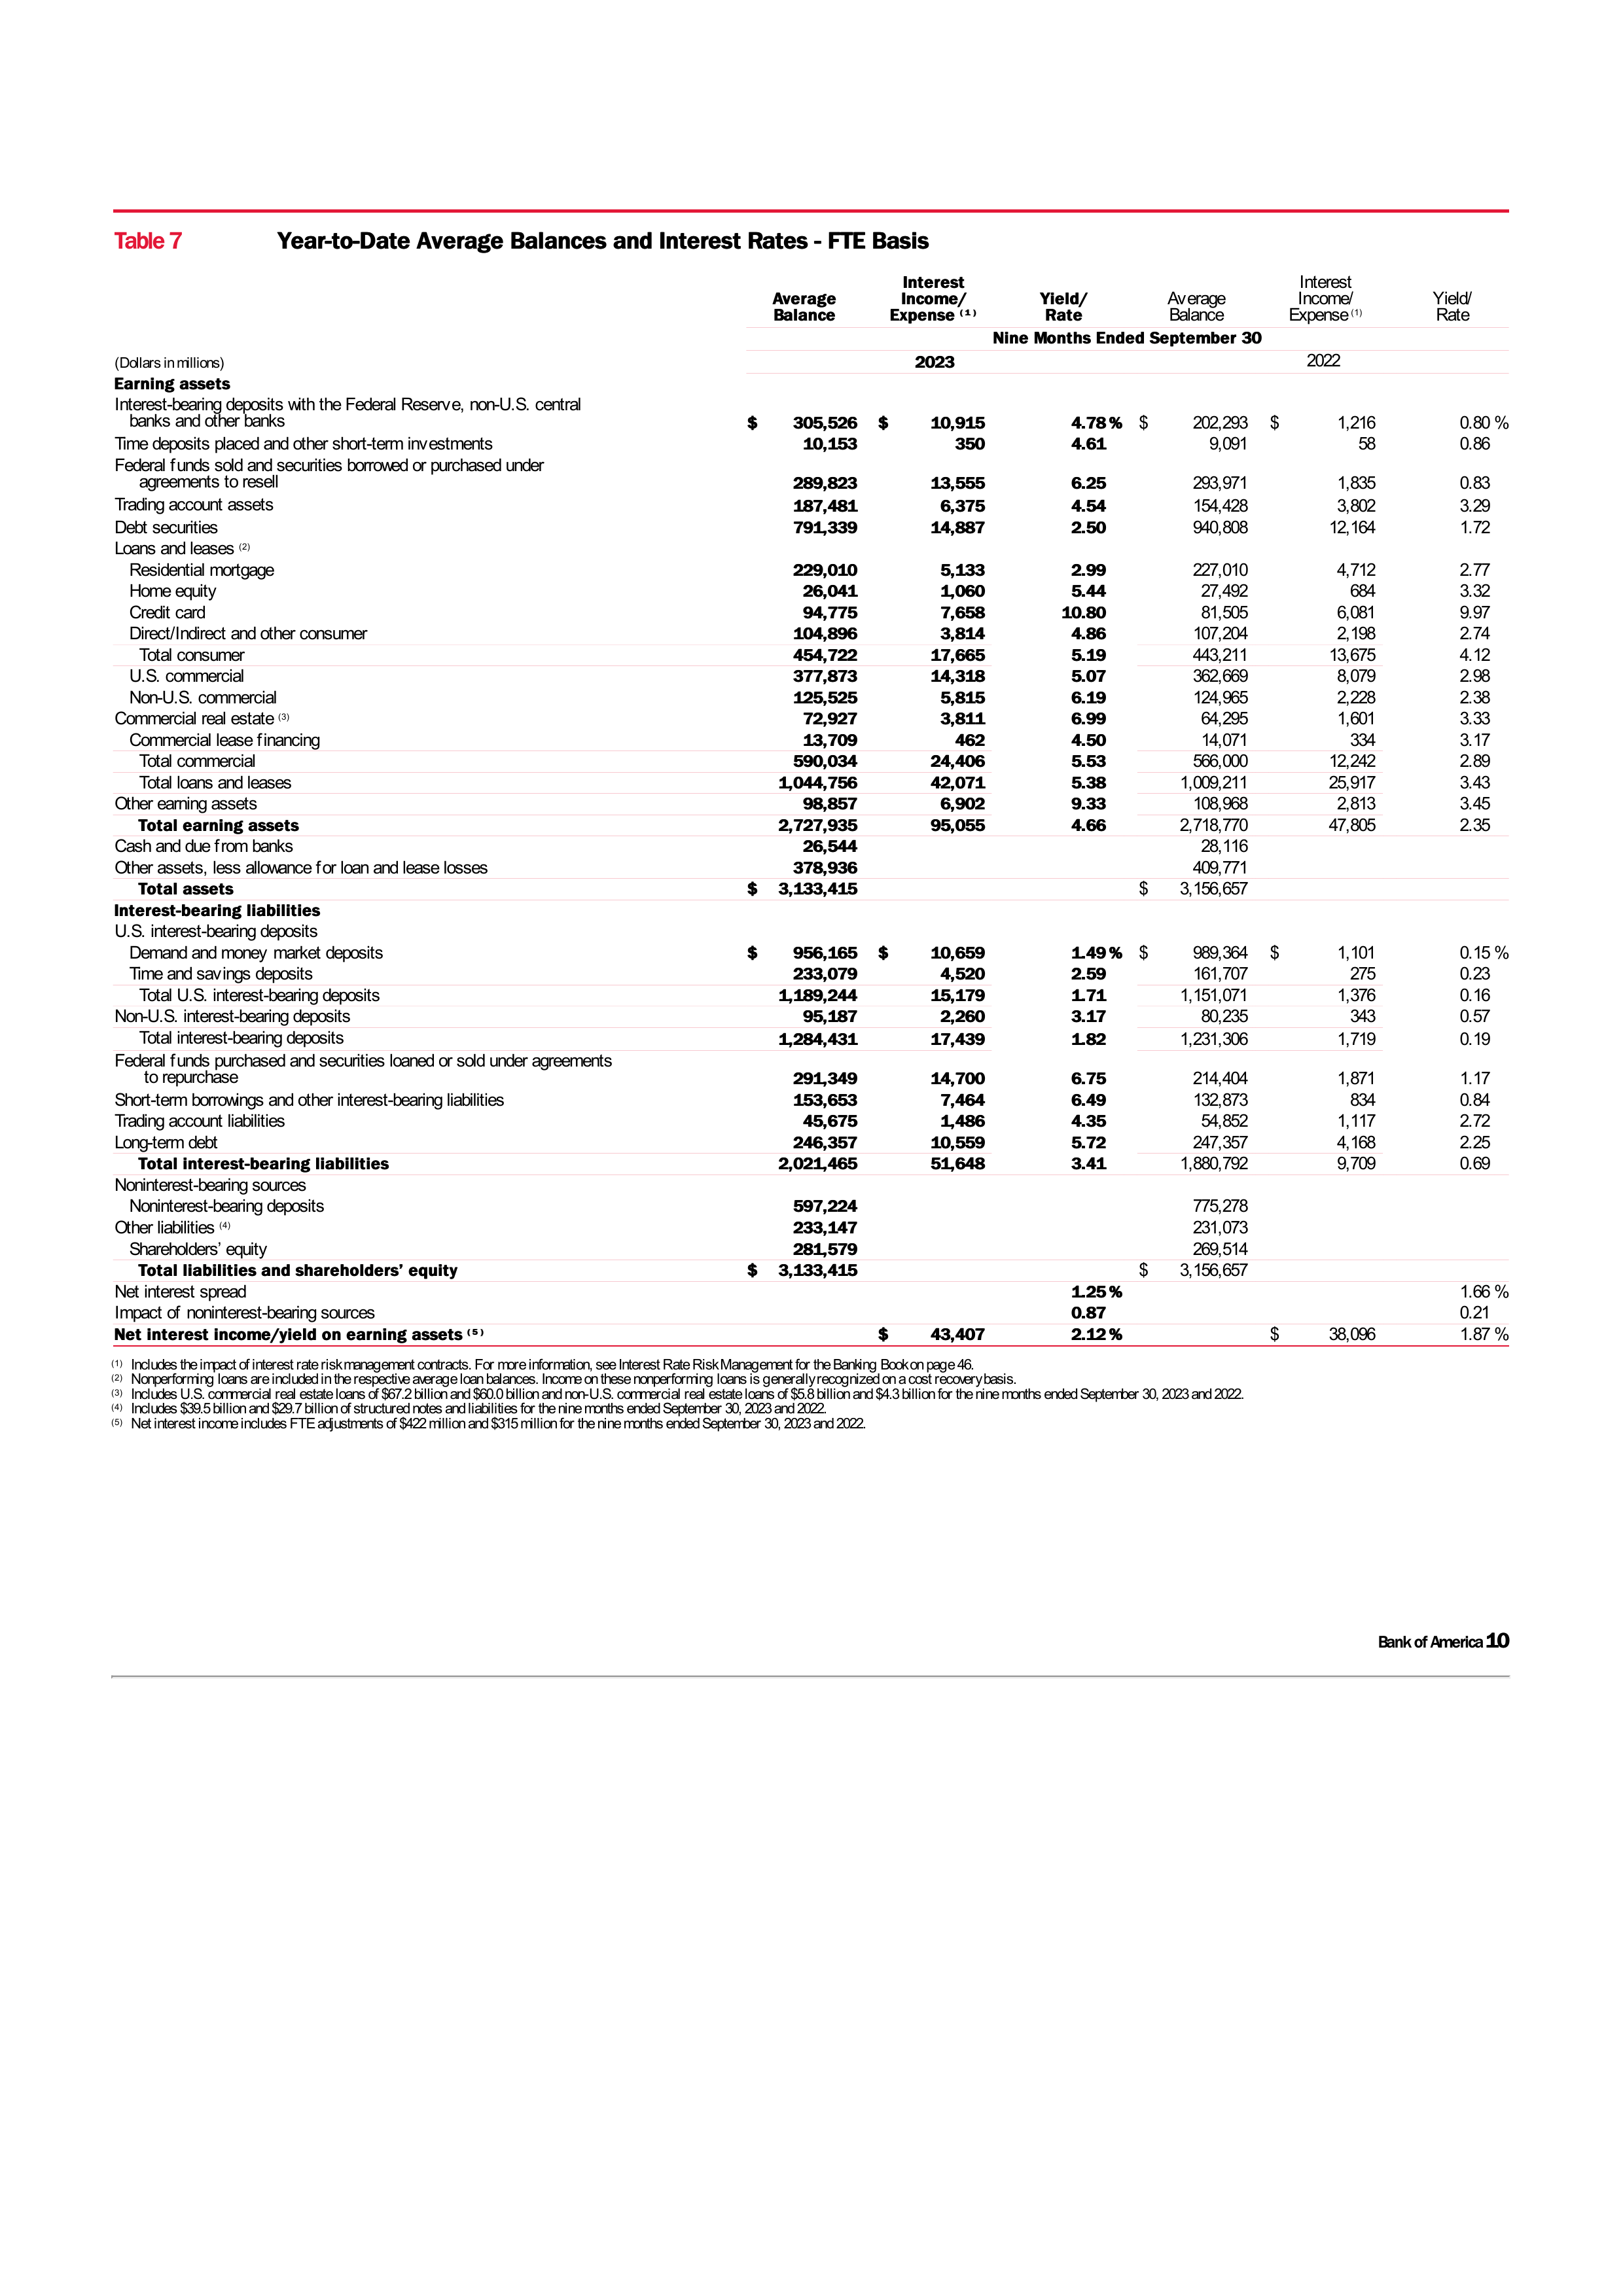 Table 7 Year-to-Date Average Balances and Interest Rates - FTE Basis
Average Balance Interest Income/ Expense (1) Yield/ Rate Average Balance Interest Income/ Expense (1) Yield/ Rate
Nine Months Ended September 30
(Dollars in millions) 2023 2022
Earning assets
Interest-bearing deposits with the Federal Reserve, non-U.S. central
banks and other banks $ 305,526 $ 10,915 4.78 % $ 202,293 $ 1,216 0.80 %
Time deposits placed and other short-term investments 10,153 350 4.61 9,091 58 0.86
Federal funds sold and securities borrowed or purchased under
agreements to resell 289,823 13,555 6.25 293,971 1,835 0.83
Trading account assets 187,481 6,375 4.54 154,428 3,802 3.29
Debt securities 791,339 14,887 2.50 940,808 12,164 1.72
Loans and leases (2)
Residential mortgage 229,010 5,133 2.99 227,010 4,712 2.77
Home equity 26,041 1,060 5.44 27,492 684 3.32
Credit card 94,775 7,658 10.80 81,505 6,081 9.97
Direct/Indirect and other consumer 104,896 3,814 4.86 107,204 2,198 2.74
Total consumer 454,722 17,665 5.19 443,211 13,675 4.12
U.S. commercial 377,873 14,318 5.07 362,669 8,079 2.98
Non-U.S. commercial 125,525 5,815 6.19 124,965 2,228 2.38
Commercial real estate (3) 72,927 3,811 6.99 64,295 1,601 3.33
Commercial lease financing 13,709 462 4.50 14,071 334 3.17
Total commercial 590,034 24,406 5.53 566,000 12,242 2.89
Total loans and leases 1,044,756 42,071 5.38 1,009,211 25,917 3.43
Other earning assets 98,857 6,902 9.33 108,968 2,813 3.45
Total earning assets 2,727,935 95,055 4.66 2,718,770 47,805 2.35
Cash and due from banks 26,544 28,116
Other assets, less allowance for loan and lease losses 378,936 409,771
Total assets $ 3,133,415 $ 3,156,657
Interest-bearing liabilities
U.S. interest-bearing deposits
Demand and money market deposits $ 956,165 $ 10,659 1.49 % $ 989,364 $ 1,101 0.15 %
Time and savings deposits 233,079 4,520 2.59 161,707 275 0.23
Total U.S. interest-bearing deposits 1,189,244 15,179 1.71 1,151,071 1,376 0.16
Non-U.S. interest-bearing deposits 95,187 2,260 3.17 80,235 343 0.57
Total interest-bearing deposits 1,284,431 17,439 1.82 1,231,306 1,719 0.19
Federal funds purchased and securities loaned or sold under agreements
to repurchase 291,349 14,700 6.75 214,404 1,871 1.17
Short-term borrowings and other interest-bearing liabilities 153,653 7,464 6.49 132,873 834 0.84
Trading account liabilities 45,675 1,486 4.35 54,852 1,117 2.72
Long-term debt 246,357 10,559 5.72 247,357 4,168 2.25
Total interest-bearing liabilities 2,021,465 51,648 3.41 1,880,792 9,709 0.69
Noninterest-bearing sources
Noninterest-bearing deposits 597,224 775,278
Other liabilities (4) 233,147 231,073
Shareholders' equity 281,579 269,514
Total liabilities and shareholders' equity $ 3,133,415 $ 3,156,657
Net interest spread 1.25 % 1.66 %
Impact of noninterest-bearing sources 0.87 0.21
Net interest income/yield on earning assets (5) $ 43,407 2.12 % $ 38,096 1.87 %
(1) Includes the impact of interest rate risk management contracts. For more information, see Interest Rate Risk Management for the Banking Book on page 46.
(2) Nonperforming loans are included in the respective average loan balances. Income on these nonperforming loans is generally recognized on a cost recovery basis.
(3) Includes U.S. commercial real estate loans of $67.2 billion and $60.0 billion and non-U.S. commercial real estate loans of $5.8 billion and $4.3 billion for the nine months ended September 30, 2023 and 2022.
(4) Includes $39.5 billion and $29.7 billion of structured notes and liabilities for the nine months ended September 30, 2023 and 2022.
(5) Net interest income includes FTE adjustments of $422 million and $315 million for the nine months ended September 30, 2023 and 2022.
Bank of America 10